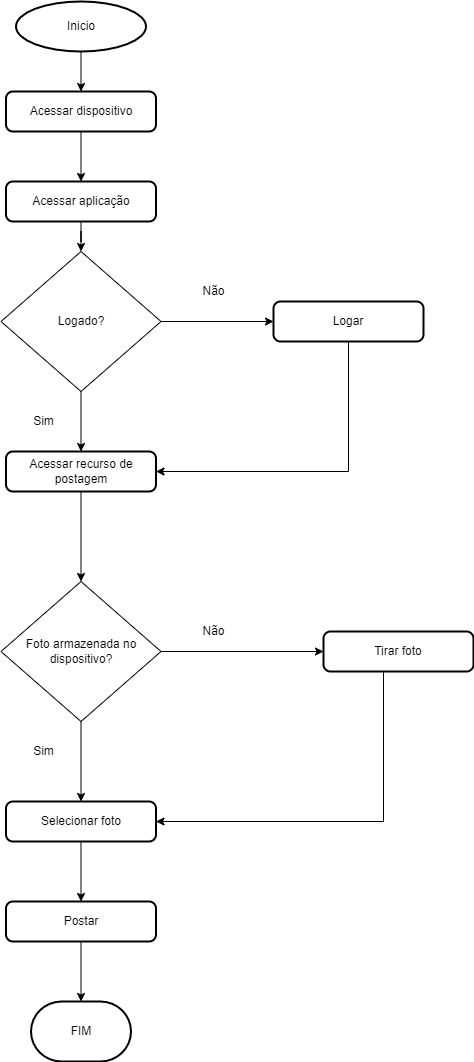 Inicio
Acessar dispositivo
Acessar aplicação
Logado?
Não
Logar
Sim
Acessar recurso de
postagem
Foto armazenada no
dispositivo?
Não
Tirar foto
Sim
Selecionar foto
Postar
FIM